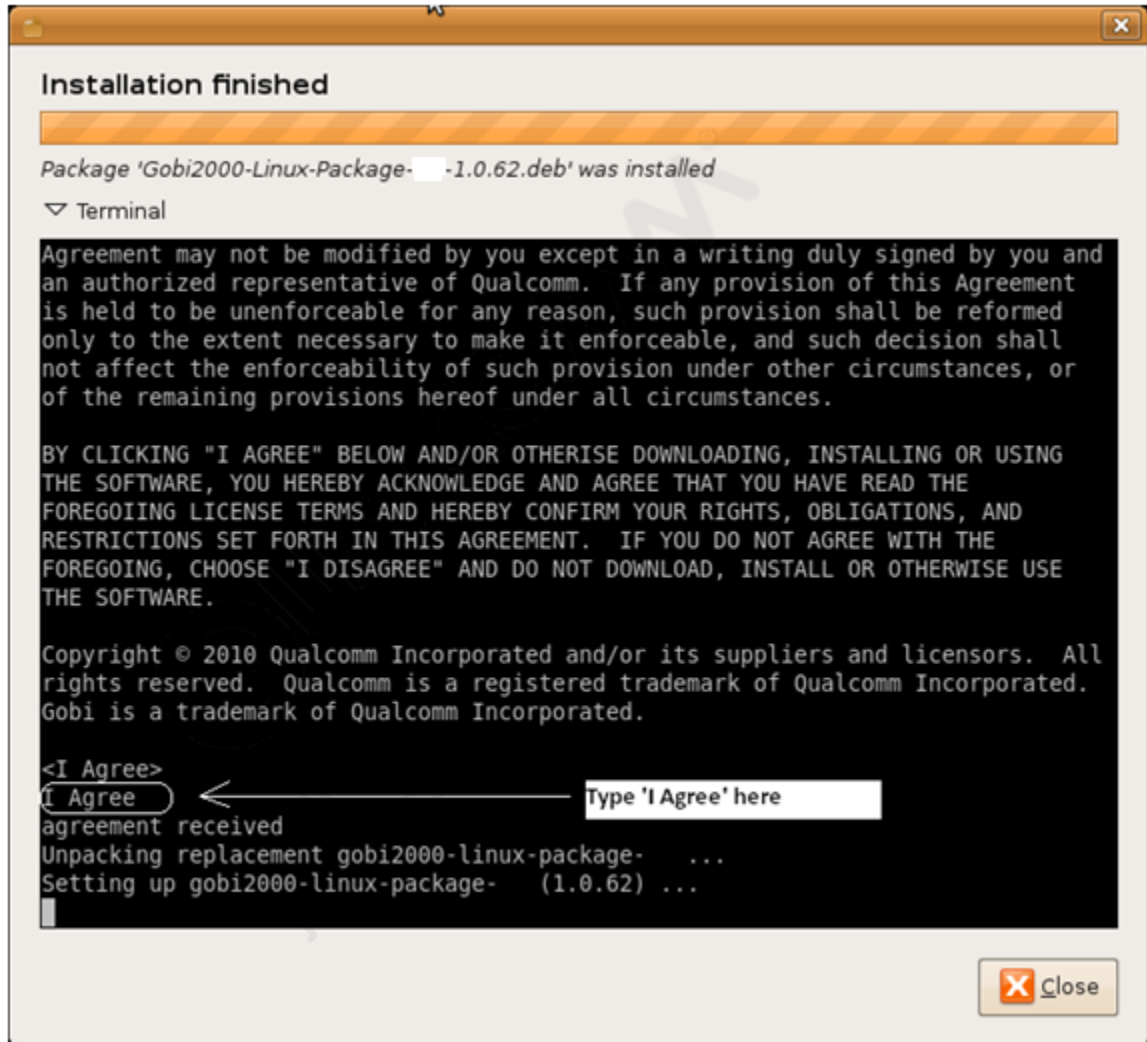 Installation finished
Package 'Gobi2000-Linux-Package- -1.0.62.deb' was installed
Terminal
Agreement may not be modified by you except in a writing duly signed by you and
an authorized representative of Qualcomm.  If any provision of this Agreement
is held to be unenforceable for any reason, such provision shall be reformed
only to the extent necessary to make it enforceable, and such decision shall
not affect the enforceability of such provision under other circumstances, or
of the remaining provisions hereof under all circumstances.
BY CLICKING "I AGREE" BELOW AND/OR OTHERISE DOWNLOADING, INSTALLING OR USING
THE SOFTWARE, YOU HEREBY ACKNOWLEDGE AND AGREE THAT YOU HAVE READ THE
FOREGOIING LICENSE TERMS AND HEREBY CONFIRM YOUR RIGHTS, OBLIGATIONS, AND
RESTRICTIONS SET FORTH IN THIS AGREEMENT.  IF YOU DO NOT AGREE WITH THE
FOREGOING, CHOOSE "I DISAGREE" AND DO NOT DOWNLOAD, INSTALL OR OTHERWISE USE
THE SOFTWARE.
Copyright © 2010 Qualcomm Incorporated and/or its suppliers and licensors.  All
rights reserved.  Qualcomm is a registered trademark of Qualcomm Incorporated.
Gobi is a trademark of Qualcomm Incorporated.
<I Agree>
I Agree
Type 'I Agree' here
agreement received
Unpacking replacement gobi2000-linux-package-   ...
Setting up gobi2000-linux-package-   (1.0.62) ...
Close